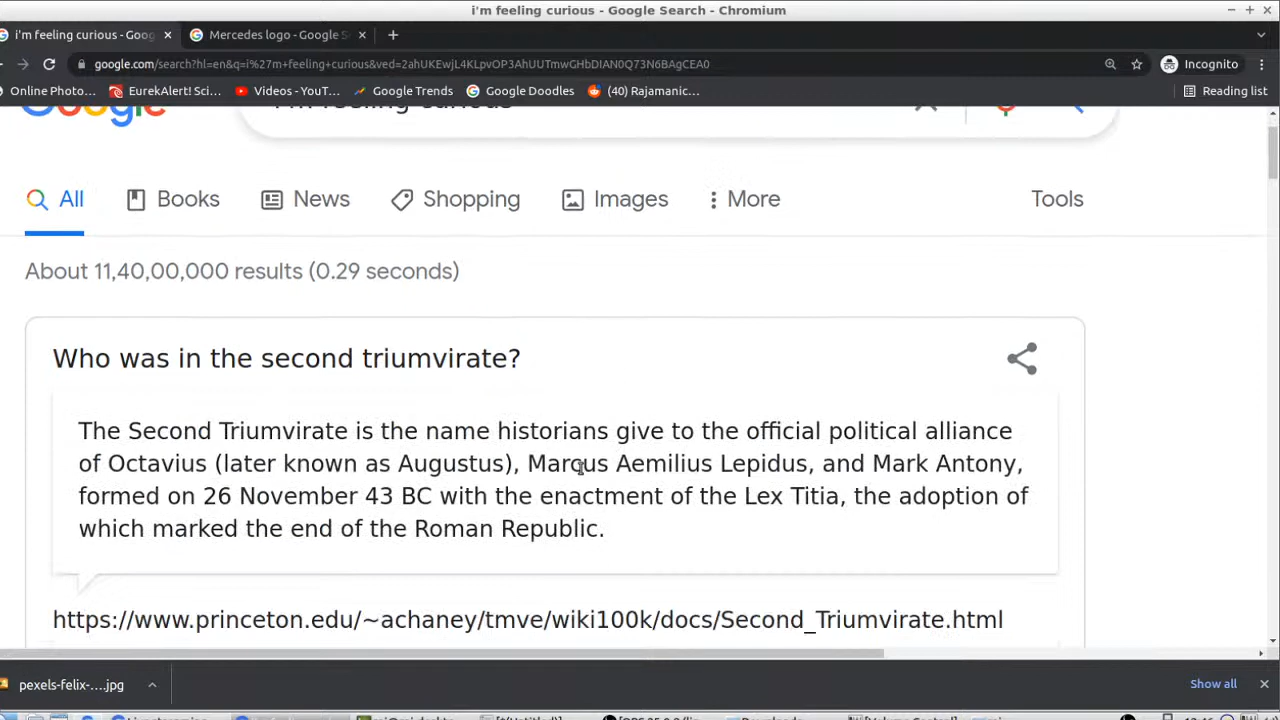 i'm feeling curious - Google Search - Chromium
i'm feeling curious - Goog
Mercedes logo - Google S
google.com/search?hl=en&q=i%27m+feeling+curious&ved=2ahUKEwjL4KLpvOP3AhUUTmwGHbDIAN0Q73N6BAgCEA0
Incognito
Online Photo...
EurekAlert! Sci...
Videos - YouT...
Google Trends
Google Doodles
(40) Rajamanic...
Reading list
Google
i'm feeling curious
All
Books
News
Shopping
Images
More
Tools
About 11,40,00,000 results (0.29 seconds)
Who was in the second triumvirate?
The Second Triumvirate is the name historians give to the official political alliance
of Octavius (later known as Augustus), Marcus Aemilius Lepidus, and Mark Antony,
formed on 26 November 43 BC with the enactment of the Lex Titia, the adoption of
which marked the end of the Roman Republic.
https://www.princeton.edu/~achaney/tmve/wiki100k/docs/Second_Triumvirate.html
pexels-felix-....jpg
Show all